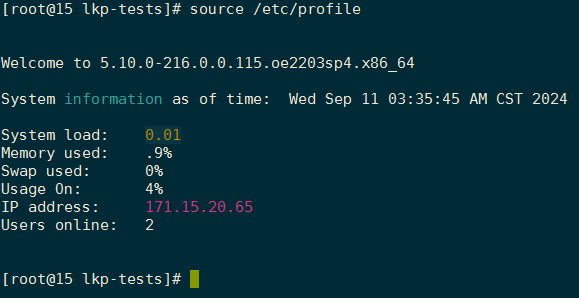 [root@15 lkp-tests]# source /etc/profile
Welcome to 5.10.0-216.0.0.115.oe2203sp4.x86_64
System information as of time:  Wed Sep 11 03:35:45 AM CST 2024
System load:    0.01
Memory used:    .9%
Swap used:      0%
Usage On:       4%
IP address:     171.15.20.65
Users online:   2
[root@15 lkp-tests]#